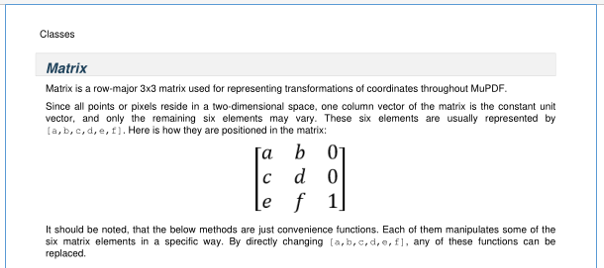 Classes
Matrix
Matrix is a row-major 3x3 matrix used for representing transformations of coordinates throughout MuPDF.
Since all points or pixels reside in a two-dimensional space, one column vector of the matrix is the constant unit
vector, and only the remaining six elements may vary. These six elements are usually represented by
[a,b,c,d,e,f]. Here is how they are positioned in the matrix:
a b 0
c d 0
e f 1
It should be noted, that the below methods are just convenience functions. Each of them manipulates some of the
six matrix elements in a specific way. By directly changing [a,b,c,d,e,f], any of these functions can be
replaced.